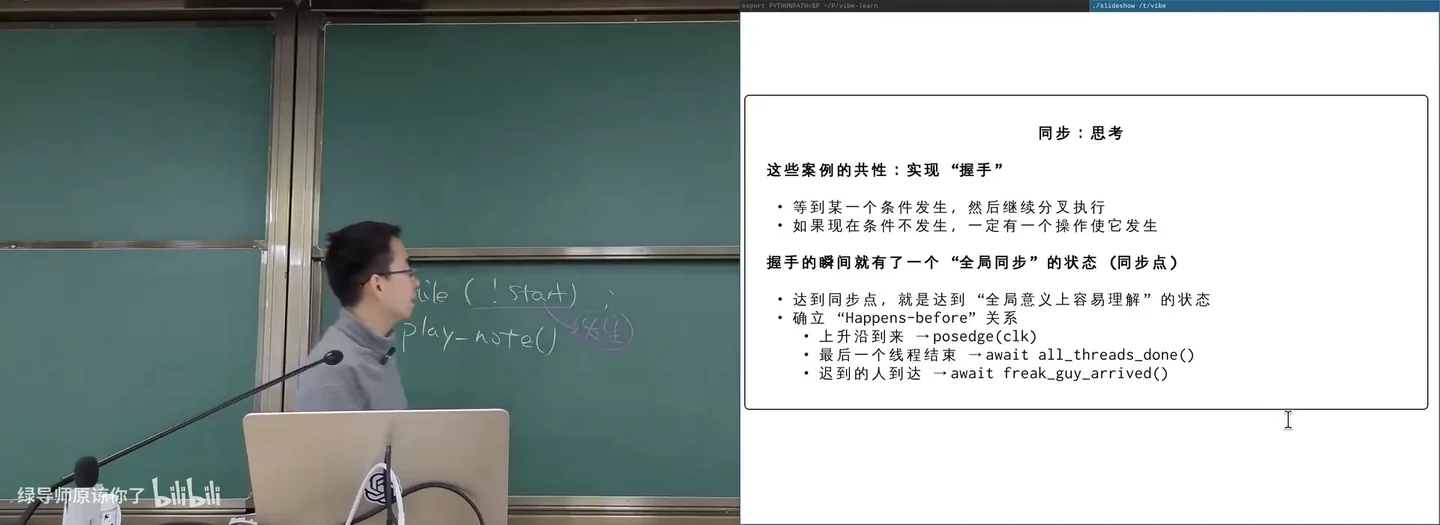 export PYTHONPATH=$P ~/P/vibe-learn
./slideshow /t/vibe
同步：思考
这些案例的共性：实现 “握手”
• 等到某一个条件发生，然后继续分叉执行
• 如果现在条件不发生，一定有一个操作使它发生
握手的瞬间就有了一个 “全局同步” 的状态 (同步点)
• 达到同步点，就是达到 “全局意义上容易理解” 的状态
• 确立 “Happens-before” 关系
• 上升沿到来 →posedge(clk)
• 最后一个线程结束 →await all_threads_done()
• 迟到的人到达 →await freak_guy_arrived()
ile ( ! start) ;
play-note()
绿导师原谅你了 bilibili